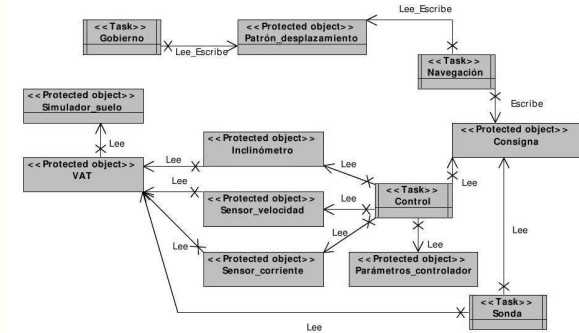 Lee_Escribe
<< Task>>
Gobierno
<< Protected object>>
Patrón_desplazamiento
Lee_Escribe
<< Task>>
Navegación
Escribe
<< Protected object>>
Simulador_suelo
<< Protected object>>
Consigna
Lee
<< Protected object>>
Inclinómetro
<< Protected object>>
VAT
Lee
Lee
Lee
Lee
<< Task>>
Control
<< Protected object>>
Sensor_velocidad
Lee
Lee
Lee
Lee
Lee
<< Protected object>>
Sensor_corriente
<< Protected object>>
Parámetros_controlador
<< Task>>
Sonda
Lee